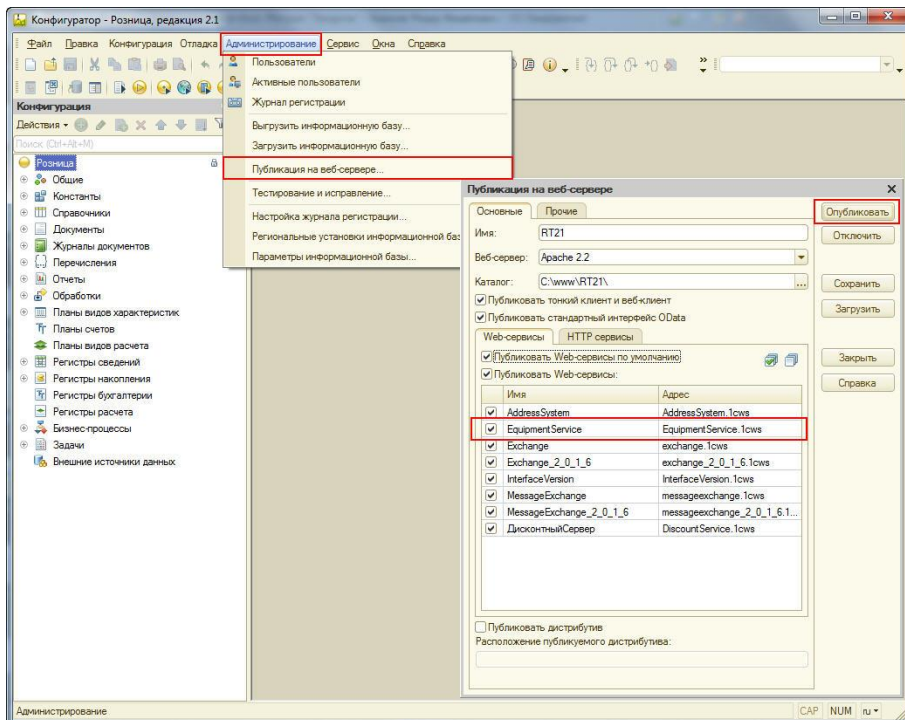 Конфигуратор - Розница, редакция 2.1
Файл Правка Конфигурация Отладка Администрирование Сервис Окна Справка
Пользователи
Активные пользователи
Журнал регистрации
Выгрузить информационную базу...
Загрузить информационную базу...
Публикация на веб-сервере...
Тестирование и исправление...
Настройка журнала регистрации...
Региональные установки информационной баз
Параметры информационной базы...
Конфигурация
Действия
Поиск (Ctrl+Alt+M)
Розница
Общие
Константы
Справочники
Документы
Журналы документов
Перечисления
Отчеты
Обработки
Планы видов характеристик
Планы счетов
Планы видов расчета
Регистры сведений
Регистры накопления
Регистры бухгалтерии
Регистры расчета
Бизнес-процессы
Задачи
Внешние источники данных
Публикация на веб-сервере
Основные Прочие
Имя: RT21
Веб-сервер: Apache 2.2
Каталог: C:\www\RT21\ ...
Публиковать тонкий клиент и веб-клиент
Публиковать стандартный интерфейс OData
Web-сервисы HTTP сервисы
Публиковать Web-сервисы по умолчанию
Публиковать Web-сервисы:
Имя Адрес
AddressSystem AddressSystem.1cws
EquipmentService EquipmentService.1cws
Exchange exchange.1cws
Exchange_2_0_1_6 exchange_2_0_1_6.1cws
InterfaceVersion InterfaceVersion.1cws
MessageExchange messageexchange.1cws
MessageExchange_2_0_1_6 messageexchange_2_0_1_6.1...
ДисконтныйСервер DiscountService.1cws
Публиковать дистрибутив
Расположение публикуемого дистрибутива:
Опубликовать
Отключить
Сохранить
Загрузить
Закрыть
Справка
Администрирование
CAP NUM ru